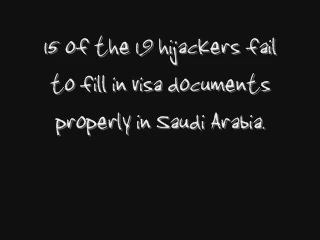 15 of the 19 hijackers fail
to fill in visa documents
properly in Saudi Arabia.